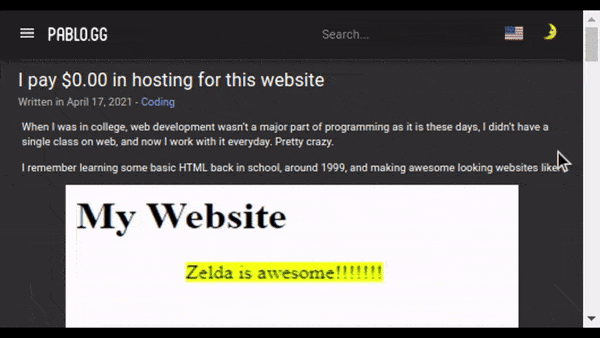 PABLO.GG
Search...
I pay $0.00 in hosting for this website
Written in April 17, 2021 - Coding
When I was in college, web development wasn't a major part of programming as it is these days, I didn't have a
single class on web, and now I work with it everyday. Pretty crazy.
I remember learning some basic HTML back in school, around 1999, and making awesome looking websites like
My Website
Zelda is awesome!!!!!!!